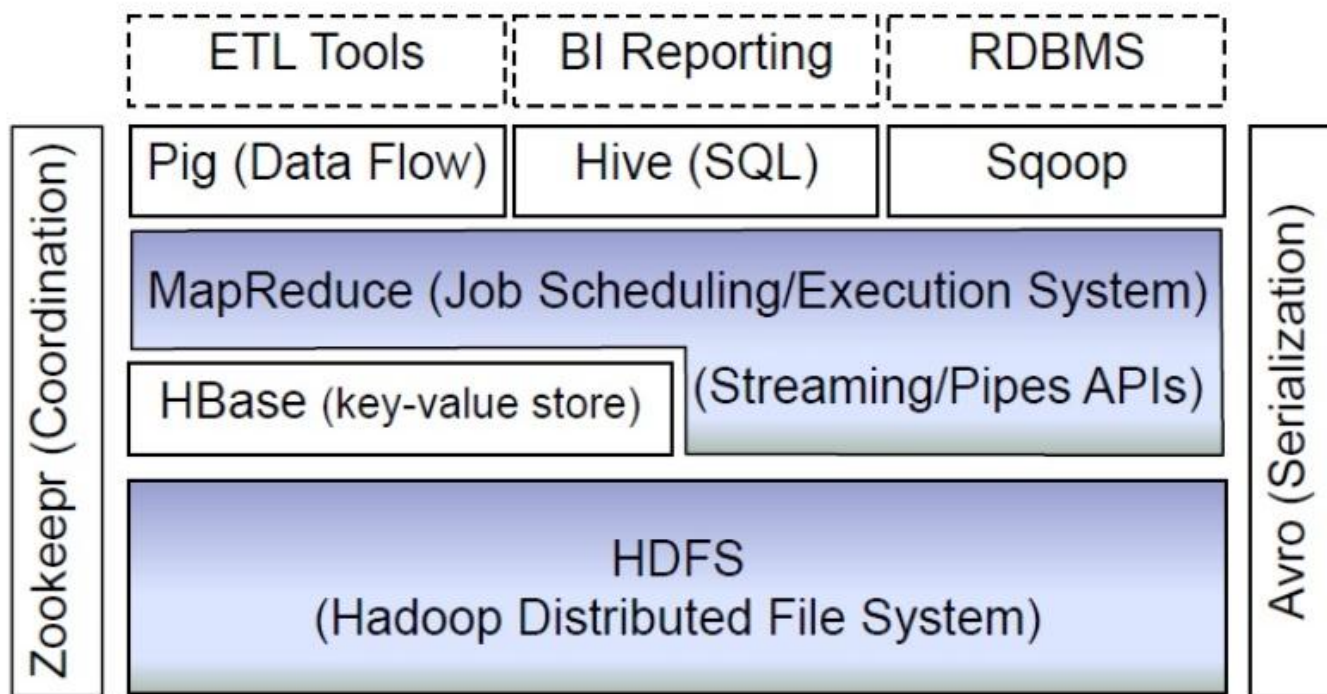 ETL Tools
BI Reporting
RDBMS
Zookeepr (Coordination)
Pig (Data Flow)
Hive (SQL)
Sqoop
MapReduce (Job Scheduling/Execution System)
HBase (key-value store)
(Streaming/Pipes APIs)
HDFS
(Hadoop Distributed File System)
Avro (Serialization)